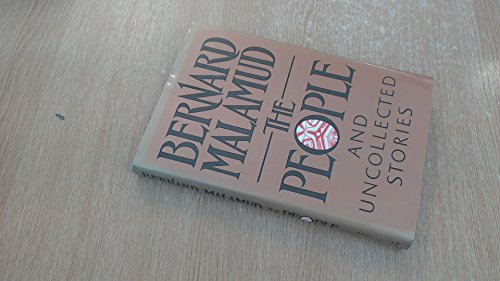 BERNARD
MALAMUD
THE
PEOPLE
AND
UNCOLLECTED
STORIES
BERNARD MALAMUD THE PEOPLE